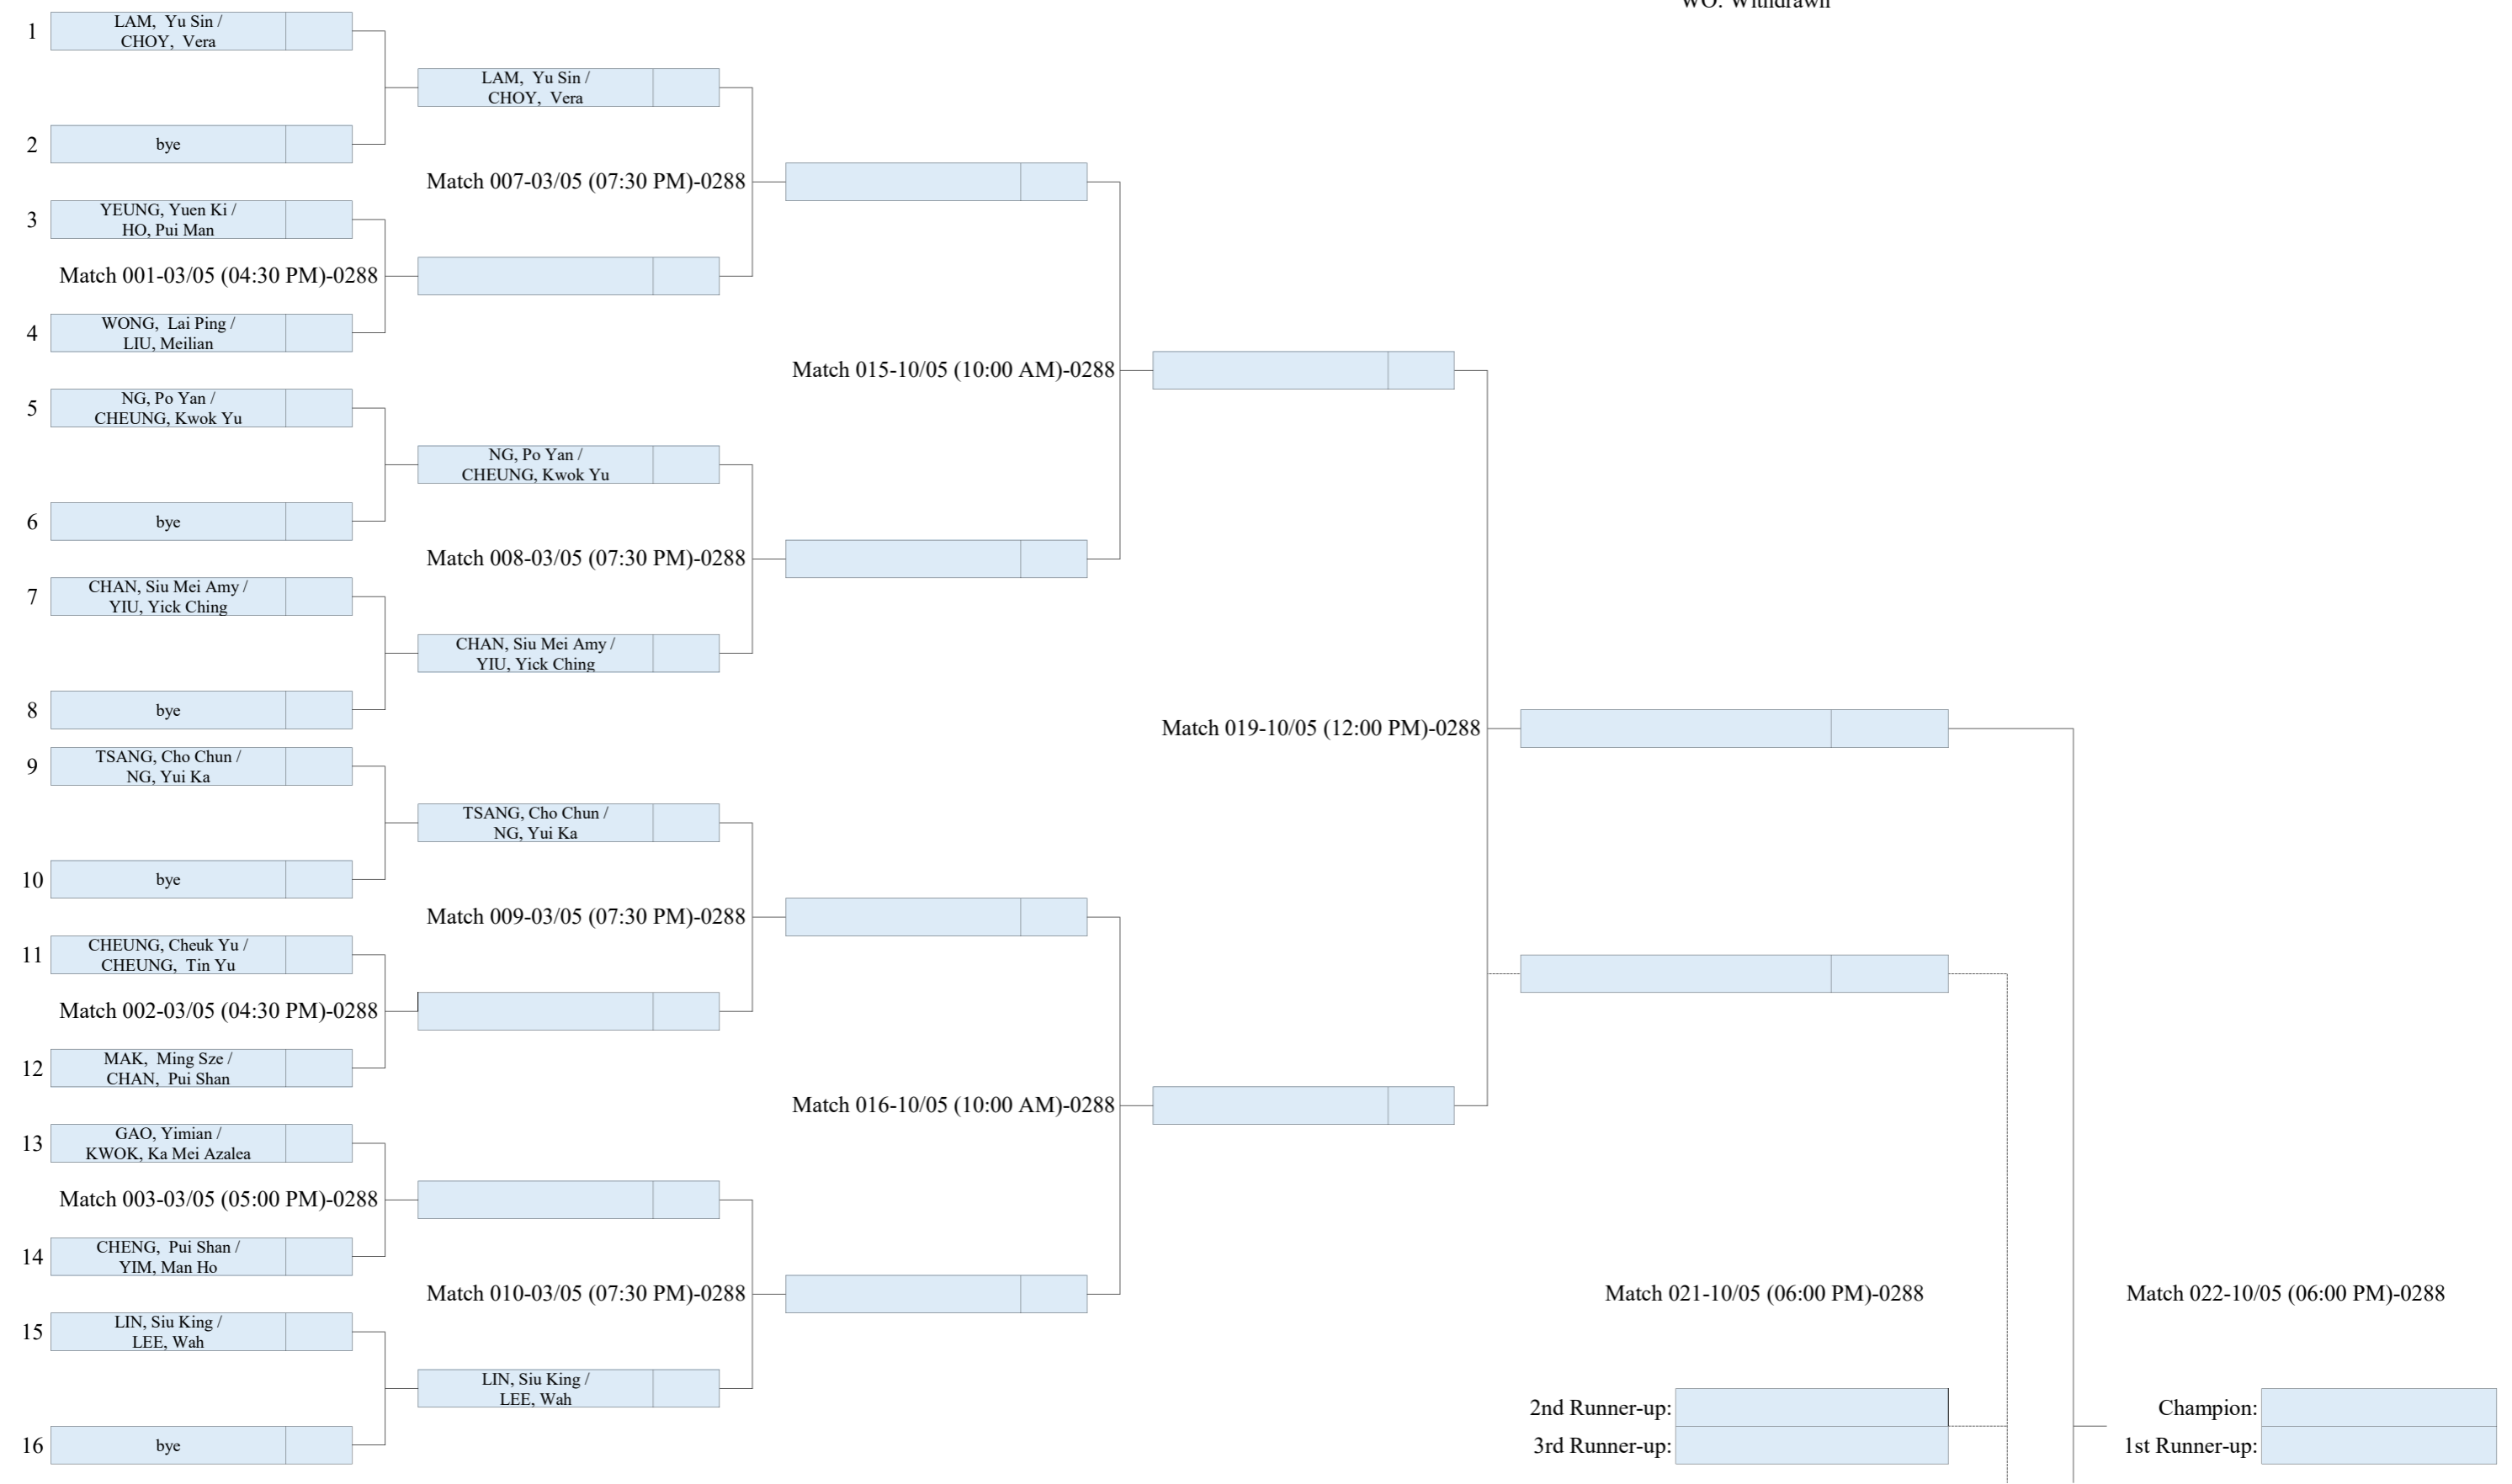 WO: Withdrawn
1
LAM,  Yu Sin /
CHOY,  Vera
LAM,  Yu Sin /
CHOY,  Vera
2
bye
Match 007-03/05 (07:30 PM)-0288
3
YEUNG, Yuen Ki /
HO, Pui Man
Match 001-03/05 (04:30 PM)-0288
4
WONG,  Lai Ping /
LIU, Meilian
Match 015-10/05 (10:00 AM)-0288
5
NG, Po Yan /
CHEUNG, Kwok Yu
NG, Po Yan /
CHEUNG, Kwok Yu
6
bye
Match 008-03/05 (07:30 PM)-0288
7
CHAN, Siu Mei Amy /
YIU, Yick Ching
CHAN, Siu Mei Amy /
YIU, Yick Ching
8
bye
Match 019-10/05 (12:00 PM)-0288
9
TSANG, Cho Chun /
NG, Yui Ka
TSANG, Cho Chun /
NG, Yui Ka
10
bye
Match 009-03/05 (07:30 PM)-0288
11
CHEUNG, Cheuk Yu /
CHEUNG,  Tin Yu
Match 002-03/05 (04:30 PM)-0288
12
MAK,  Ming Sze /
CHAN,  Pui Shan
Match 016-10/05 (10:00 AM)-0288
13
GAO, Yimian /
KWOK, Ka Mei Azalea
Match 003-03/05 (05:00 PM)-0288
14
CHENG,  Pui Shan /
YIM, Man Ho
Match 010-03/05 (07:30 PM)-0288
Match 021-10/05 (06:00 PM)-0288
Match 022-10/05 (06:00 PM)-0288
15
LIN, Siu King /
LEE, Wah
LIN, Siu King /
LEE, Wah
16
bye
2nd Runner-up:
3rd Runner-up:
Champion:
1st Runner-up: